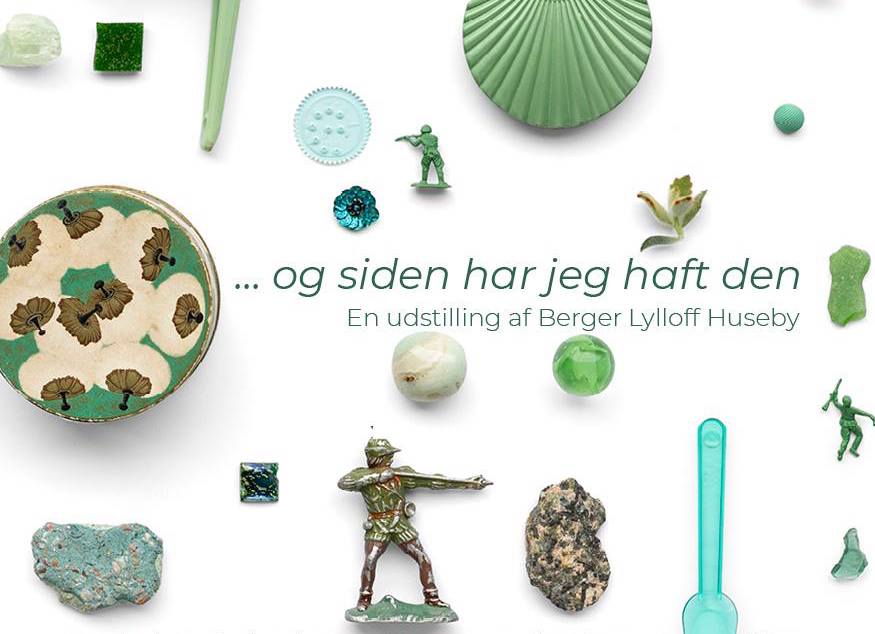 ... og siden har jeg haft den
En udstilling af Berger Lylloff Huseby